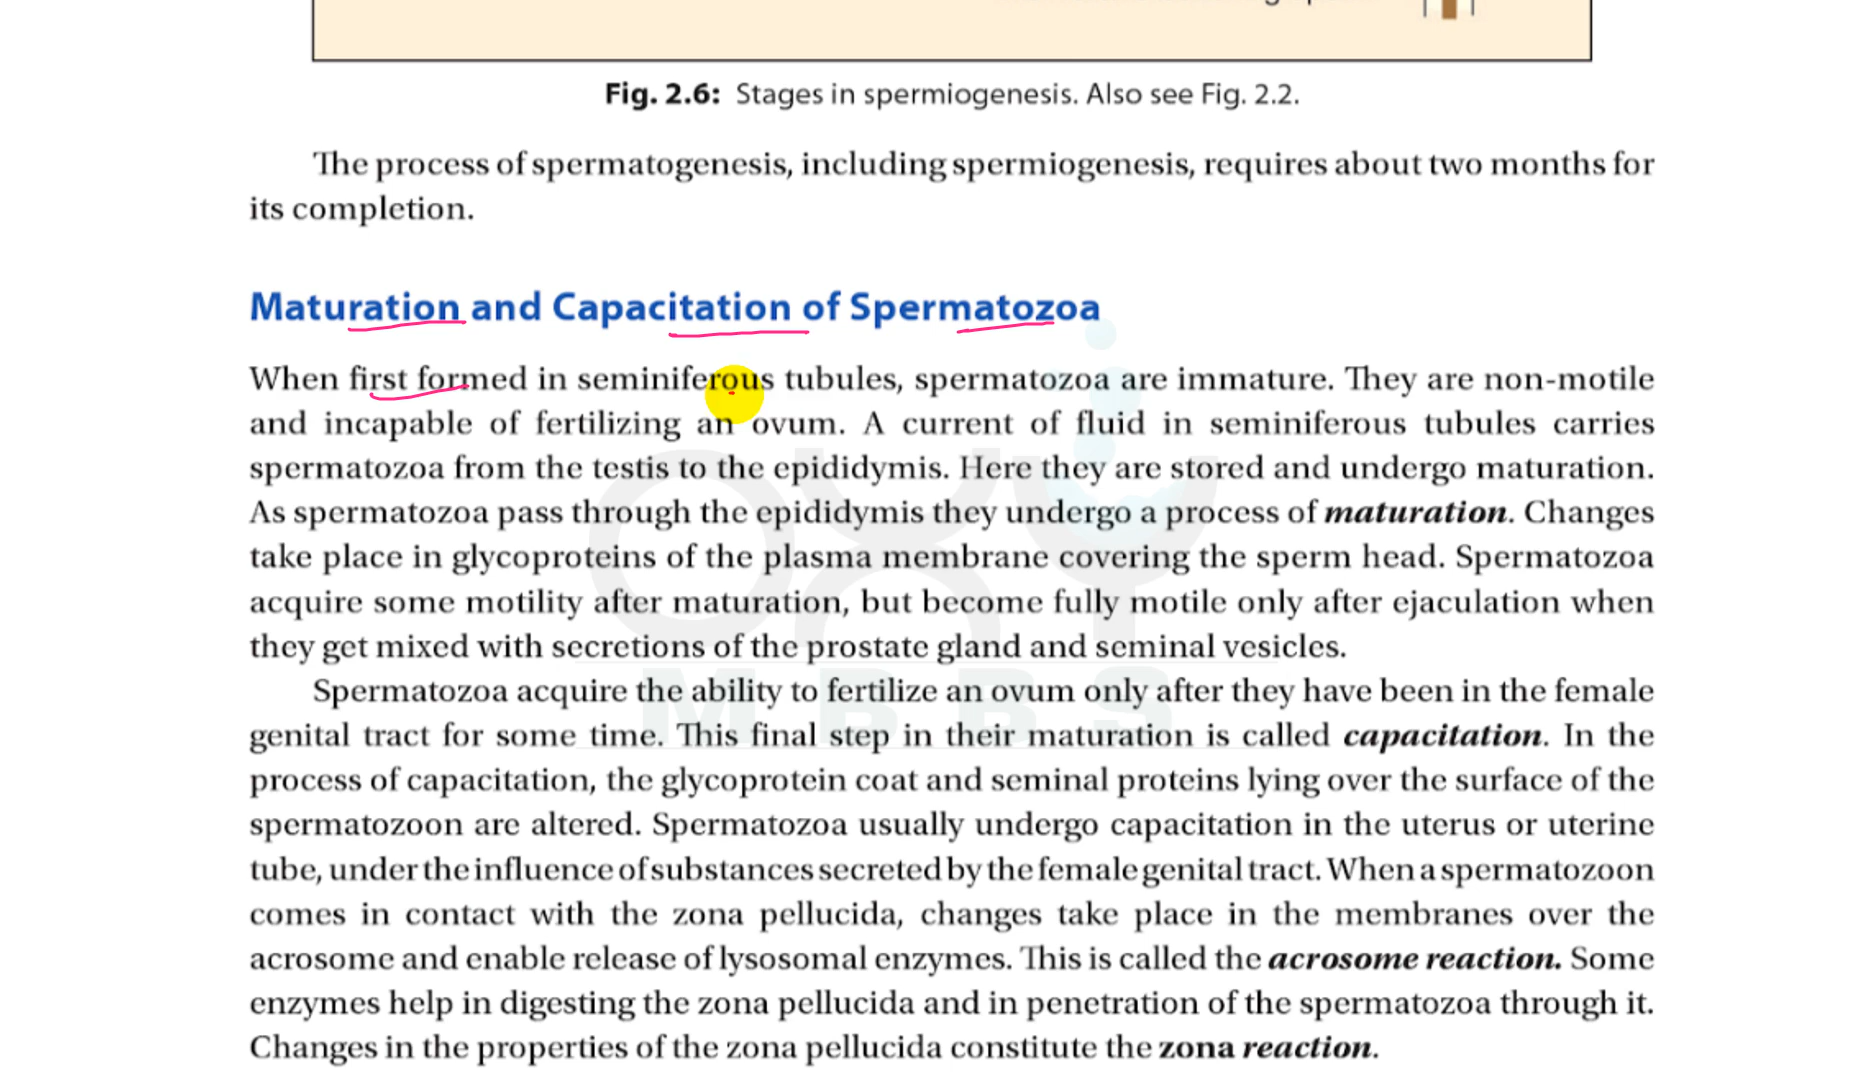 Fig. 2.6: Stages in spermiogenesis. Also see Fig. 2.2.
The process of spermatogenesis, including spermiogenesis, requires about two months for
its completion.
Maturation and Capacitation of Spermatozoa
When first formed in seminiferous tubules, spermatozoa are immature. They are non-motile
and incapable of fertilizing an ovum. A current of fluid in seminiferous tubules carries
spermatozoa from the testis to the epididymis. Here they are stored and undergo maturation.
As spermatozoa pass through the epididymis they undergo a process of maturation. Changes
take place in glycoproteins of the plasma membrane covering the sperm head. Spermatozoa
acquire some motility after maturation, but become fully motile only after ejaculation when
they get mixed with secretions of the prostate gland and seminal vesicles.
Spermatozoa acquire the ability to fertilize an ovum only after they have been in the female
genital tract for some time. This final step in their maturation is called capacitation. In the
process of capacitation, the glycoprotein coat and seminal proteins lying over the surface of the
spermatozoon are altered. Spermatozoa usually undergo capacitation in the uterus or uterine
tube, under the influence of substances secreted by the female genital tract. When a spermatozoon
comes in contact with the zona pellucida, changes take place in the membranes over the
acrosome and enable release of lysosomal enzymes. This is called the acrosome reaction. Some
enzymes help in digesting the zona pellucida and in penetration of the spermatozoa through it.
Changes in the properties of the zona pellucida constitute the zona reaction.
OXY
MBBS